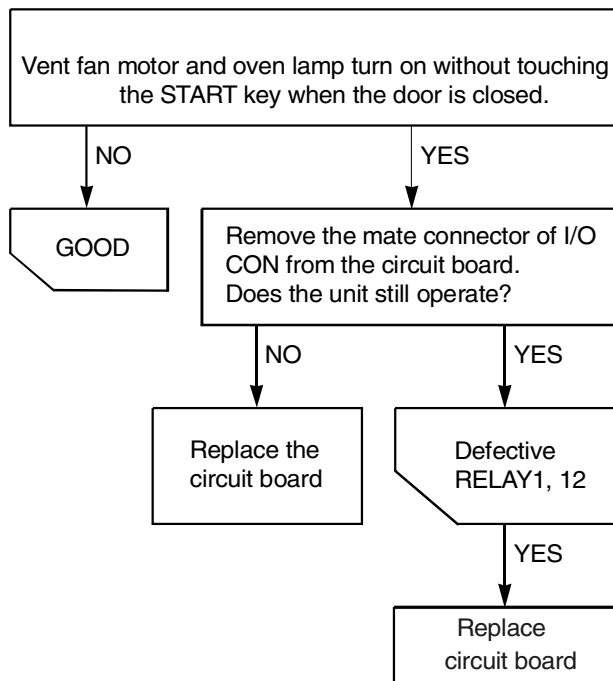 Vent fan motor and oven lamp turn on without touching
the START key when the door is closed.
NO
YES
GOOD
Remove the mate connector of I/O
CON from the circuit board.
Does the unit still operate?
NO
YES
Replace the
circuit board
Defective
RELAY1, 12
YES
Replace
circuit board